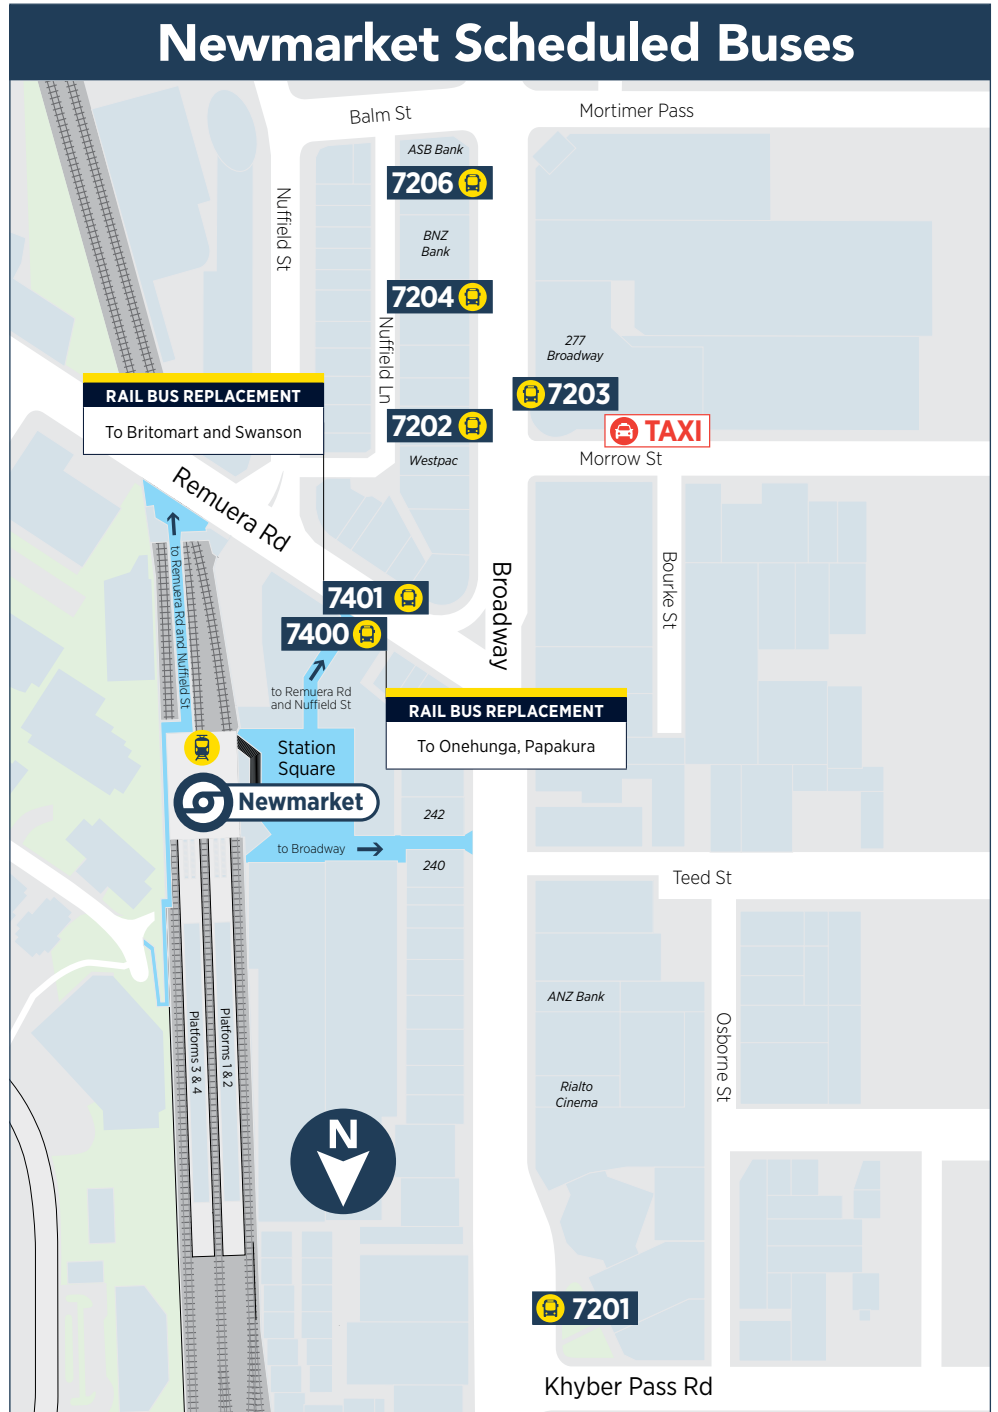 Newmarket Scheduled Buses
Balm St
Mortimer Pass
ASB Bank
7206
Nuffield St
BNZ
Bank
7204
Nuffield Ln
277
Broadway
7203
RAIL BUS REPLACEMENT
To Britomart and Swanson
7202
TAXI
Westpac
Morrow St
Remuera Rd
to Remuera Rd and Nuffield St
Broadway
Bourke St
7401
7400
to Remuera Rd
and Nuffield St
RAIL BUS REPLACEMENT
To Onehunga, Papakura
Station
Square
Newmarket
242
to Broadway
240
Teed St
ANZ Bank
Platforms 3 & 4
Platforms 1 & 2
Osborne St
Rialto
Cinema
N
7201
Khyber Pass Rd